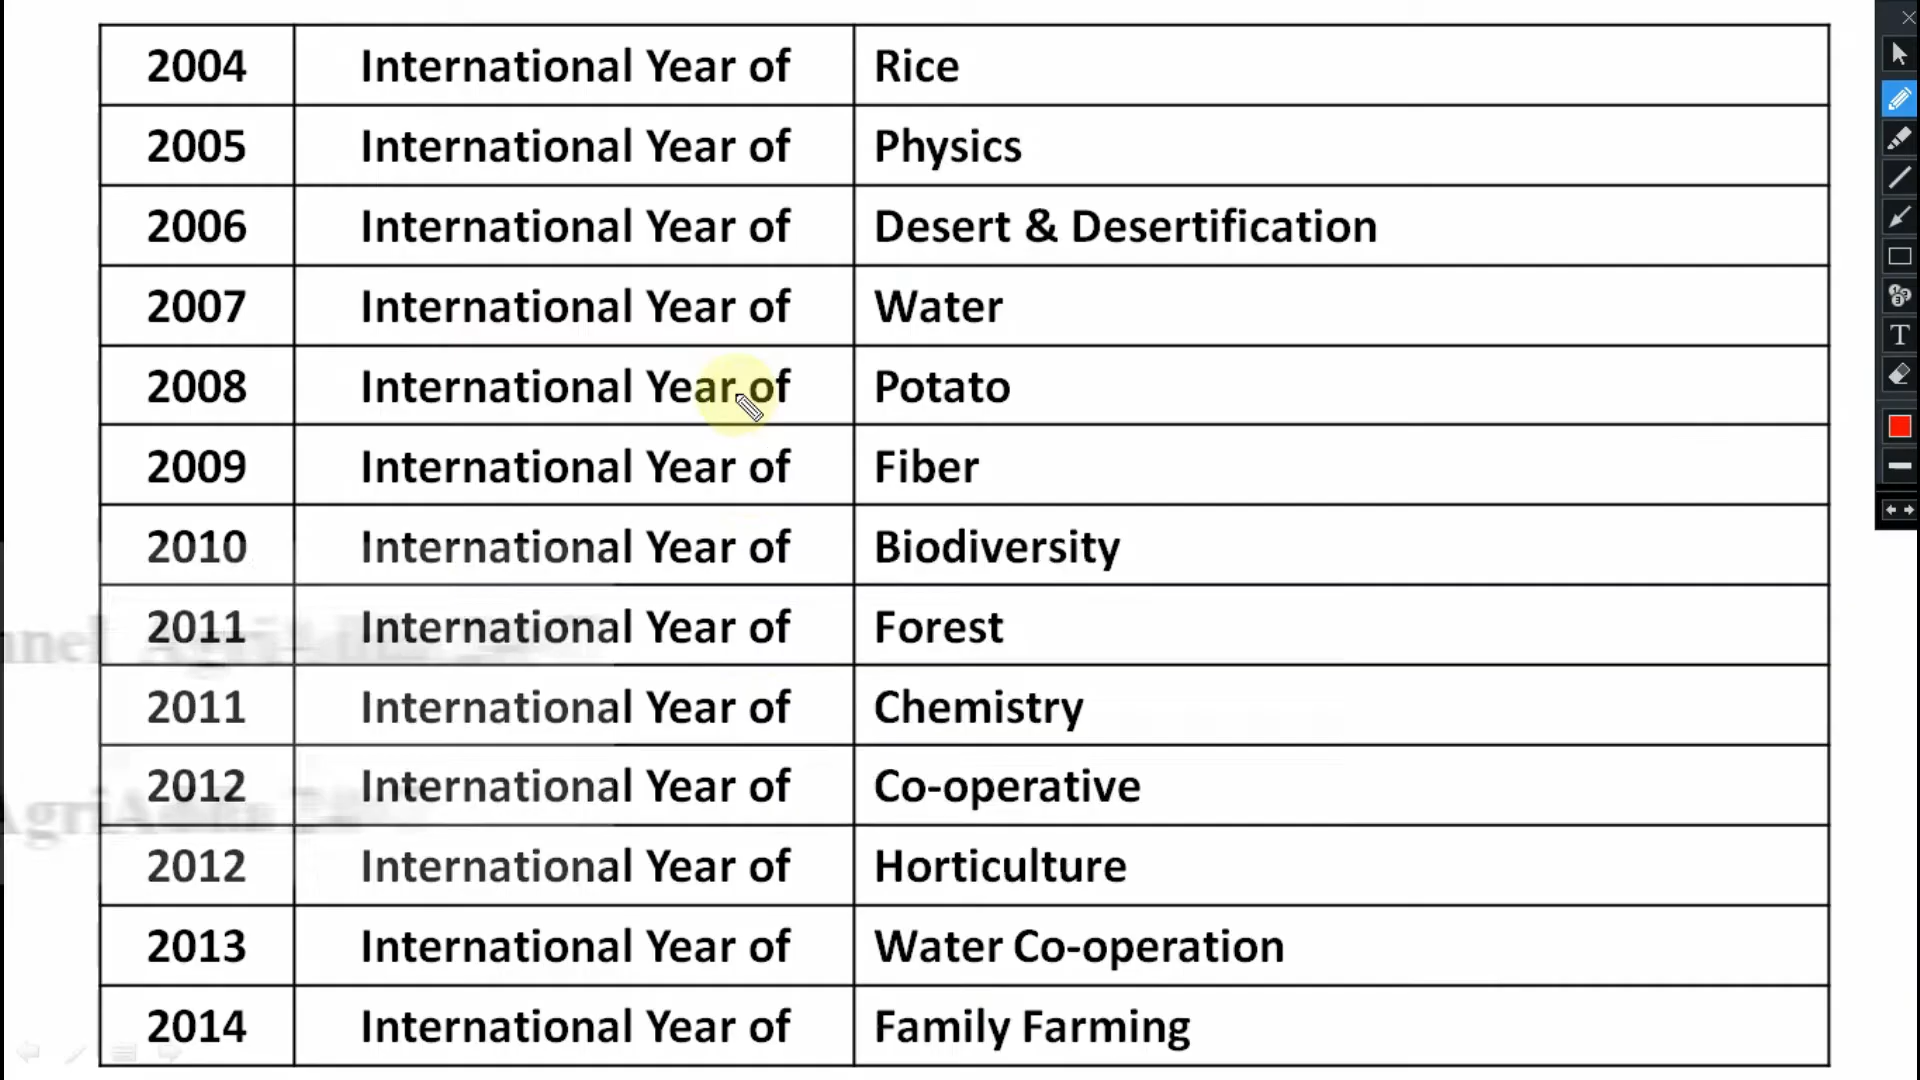 2004 International Year of Rice
2005 International Year of Physics
2006 International Year of Desert & Desertification
2007 International Year of Water
2008 International Year of Potato
2009 International Year of Fiber
2010 International Year of Biodiversity
2011 International Year of Forest
2011 International Year of Chemistry
2012 International Year of Co-operative
2012 International Year of Horticulture
2013 International Year of Water Co-operation
2014 International Year of Family Farming
T